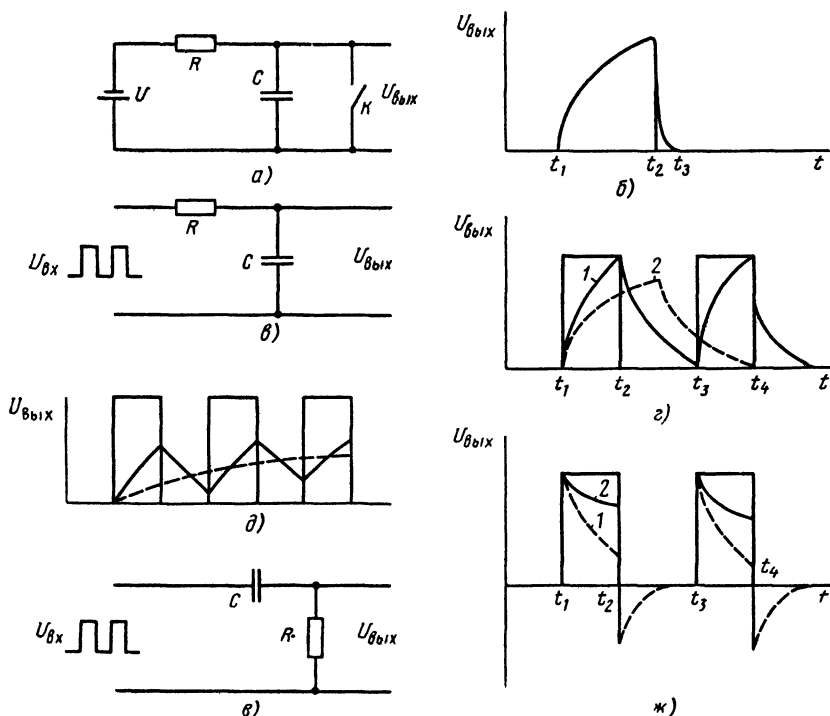 R
C
U
K
Uвых
а)
Uвых
t1
t2
t3
t
б)
Uвх
R
C
Uвых
в)
Uвых
1
2
t1
t2
t3
t4
t
г)
Uвых
д)
Uвх
C
R
Uвых
е)
Uвых
2
1
t1
t2
t3
t4
t
ж)